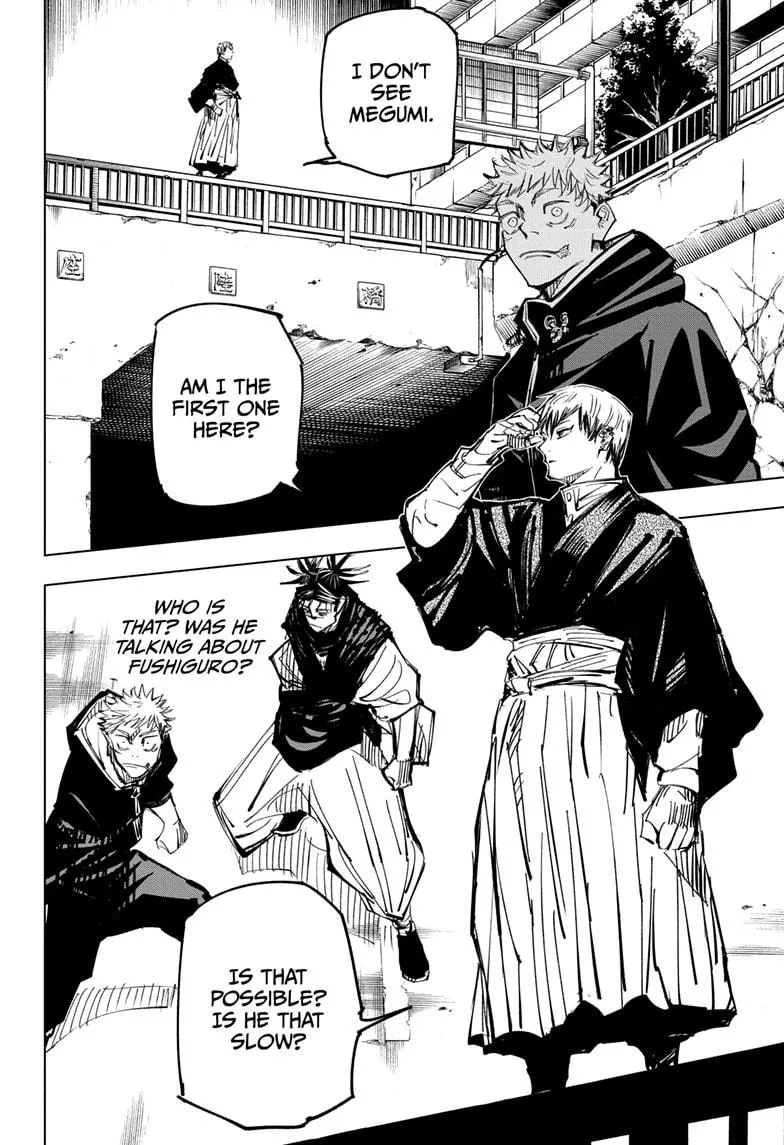 I DON'T
SEE
MEGUMI.
AM I THE
FIRST ONE
HERE?
WHO IS
THAT? WAS HE
TALKING ABOUT
FUSHIGURO?
IS THAT
POSSIBLE?
IS HE THAT
SLOW?